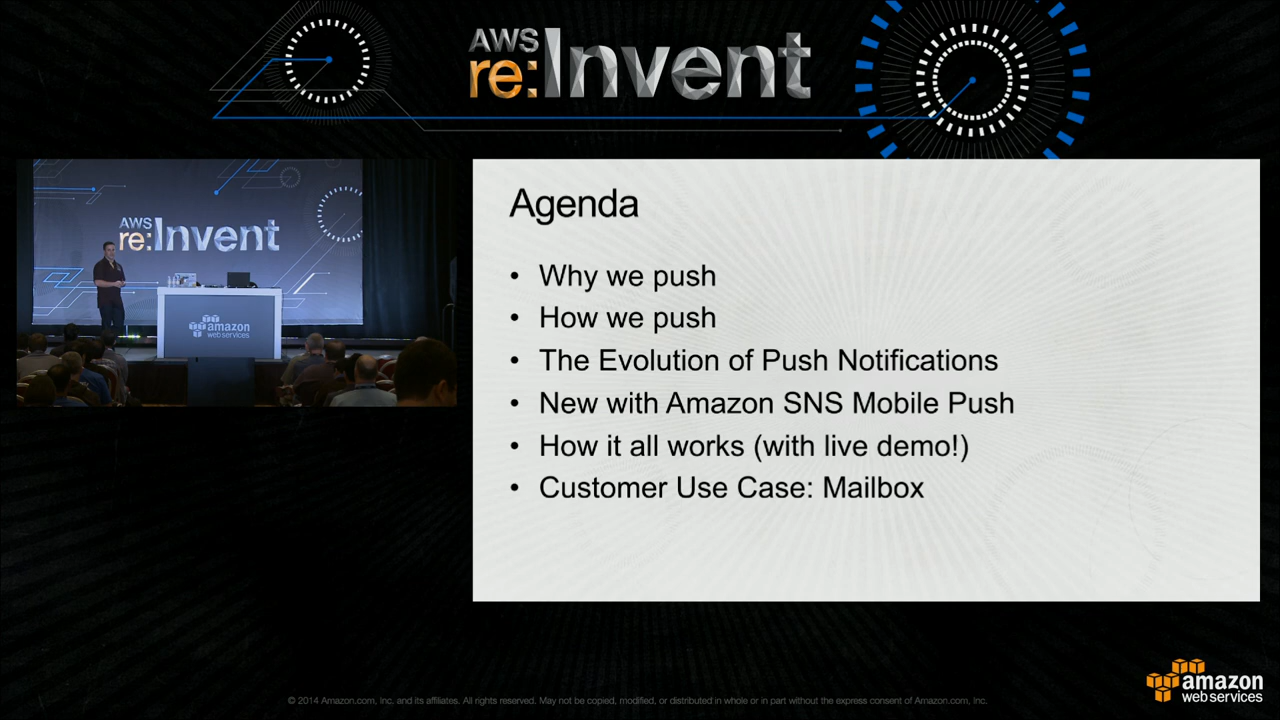 AWS
re:Invent
AWS
re:Invent
amazon
web services
Agenda
• Why we push
• How we push
• The Evolution of Push Notifications
• New with Amazon SNS Mobile Push
• How it all works (with live demo!)
• Customer Use Case: Mailbox
amazon
web services
© 2014 Amazon.com, Inc. and its affiliates. All rights reserved. May not be copied, modified, or distributed in whole or in part without the express consent of Amazon.com, Inc.